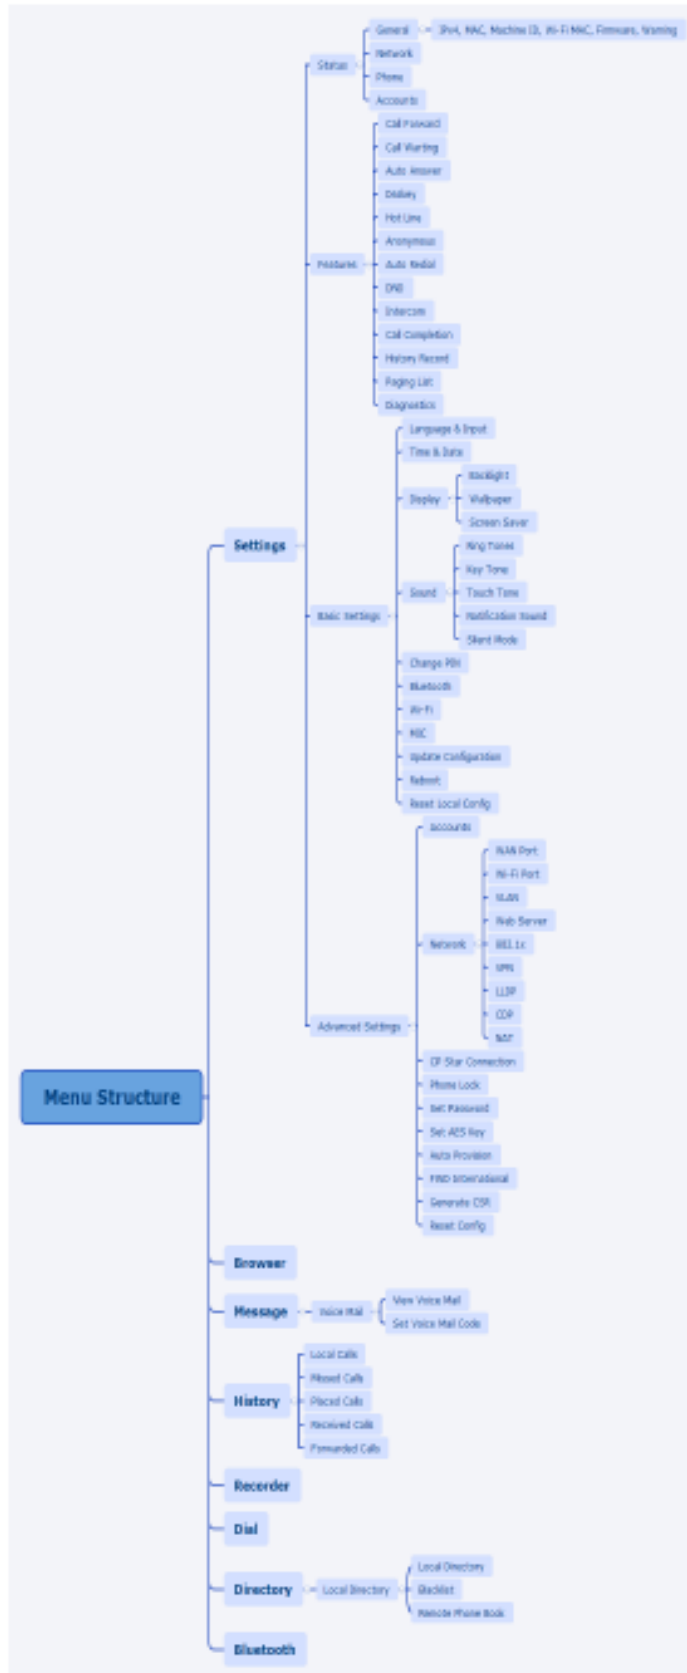 General
IPv4, MAC, Machine ID, Wi-Fi MAC, Firmware, Warning
Status
Network
Phone
Accounts
Call Forward
Call Waiting
Auto Answer
Hot Line
Anonymous
Features
Auto Redial
DND
Intercom
Call Completion
History Record
Paging List
Diagnostics
Language & Input
Time & Date
Backlight
Display
Wallpaper
Screen Saver
Settings
Ring Tones
Key Tone
Sound
Touch Tone
Basic Settings
Notification Sound
Silent Mode
Change PIN
Bluetooth
Wi-Fi
Update Configuration
Reboot
Reset Local Config
Accounts
WAN Port
Wi-Fi Port
VLAN
Web Server
Network
802.1x
VPN
LLDP
CDP
NAT
Advanced Settings
Star Connection
Phone Lock
Set Password
Set AES Key
Auto Provision
International
Generate CSR
Reset Config
Menu Structure
Browser
Message
Voice Mail
View Voice Mail
Set Voice Mail Code
Local Calls
Missed Calls
History
Placed Calls
Received Calls
Forwarded Calls
Recorder
Dial
Local Directory
Directory
Local Directory
Blacklist
Remote Phone Book
Bluetooth